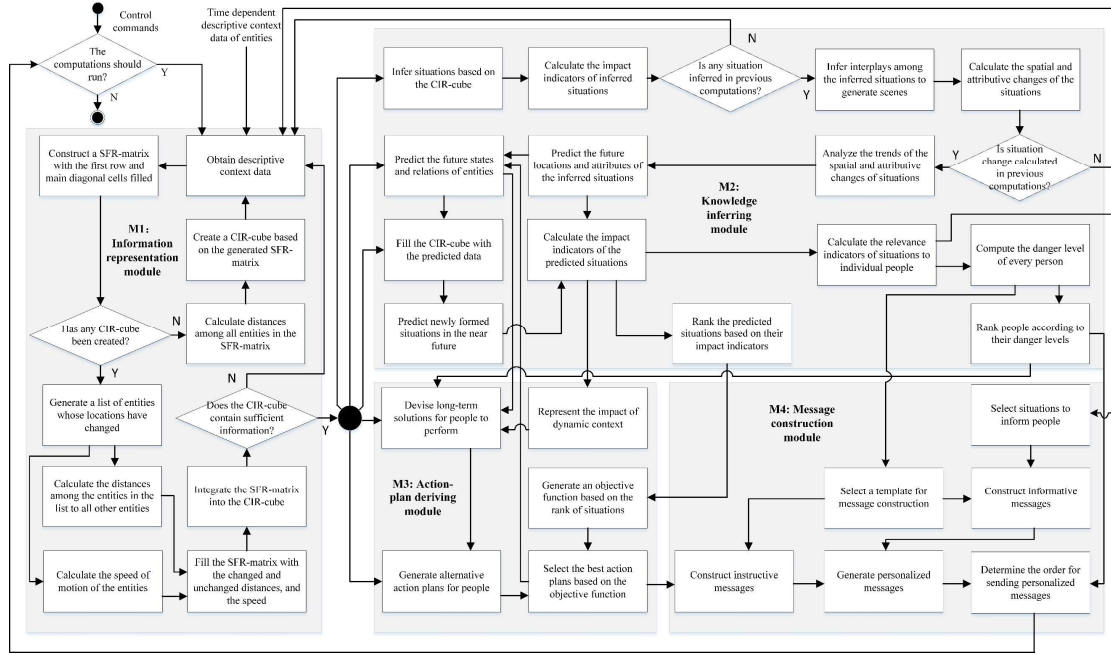 Control
commands
The
computations should
run?
Y
N
Time dependent
descriptive context
data of entities
Construct a SFR-matrix
with the first row and
main diagonal cells filled
Obtain descriptive
context data
M1:
Information
representation
module
Create a CIR-cube based
on the generated SFR-
matrix
Has any CIR-cube
been created?
N
Y
Calculate distances
among all entities in the
SFR-matrix
Generate a list of entities
whose locations have
changed
N
Does the CIR-cube
contain sufficient
information?
Y
Calculate the distances
among the entities in the
list to all other entities
Integrate the SFR-matrix
into the CIR-cube
Calculate the speed of
motion of the entities
Fill the SFR-matrix with
the changed and
unchanged distances, and
the speed
Infer situations based on
the CIR-cube
Calculate the impact
indicators of inferred
situations
N
Is any situation
inferred in previous
computations?
Y
Infer interplays among
the inferred situations to
generate scenes
Calculate the spatial and
attributive changes of the
situations
Predict the future states
and relations of entities
Predict the future
locations and attributes of
the inferred situations
Analyze the trends of the
spatial and attributive
changes of situations
Y
Is situation
change calculated
in previous
computations?
N
M2:
Knowledge
inferring
module
Fill the CIR-cube with
the predicted data
Calculate the impact
indicators of the
predicted situations
Calculate the relevance
indicators of situations to
individual people
Compute the danger level
of every person
Predict newly formed
situations in the near
future
Rank the predicted
situations based on their
impact indicators
Rank people according to
their danger levels
Devise long-term
solutions for people to
perform
Represent the impact of
dynamic context
M3: Action-
plan deriving
module
Generate an objective
function based on the
rank of situations
Generate alternative
action plans for people
Select the best action
plans based on the
objective function
M4: Message
construction
module
Select situations to
inform people
Select a template for
message construction
Construct informative
messages
Construct instructive
messages
Generate personalized
messages
Determine the order for
sending personalized
messages